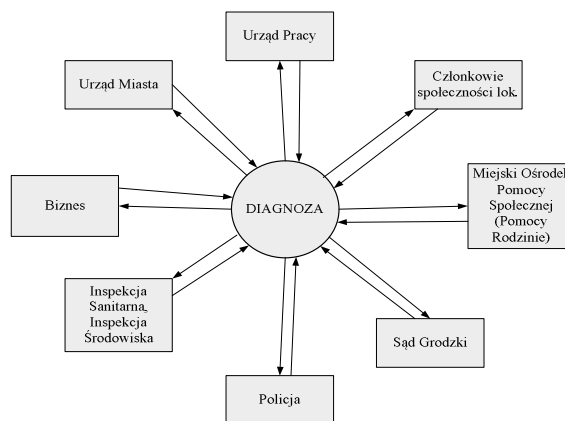 Urząd Pracy
Urząd Miasta
Członkowie
społeczności lok.
Biznes
DIAGNOZA
Miejski Ośrodek
Pomocy
Społecznej
(Pomocy
Rodzinie)
Inspekcja
Sanitarna,
Inspekcja
Środowiska
Sąd Grodzki
Policja